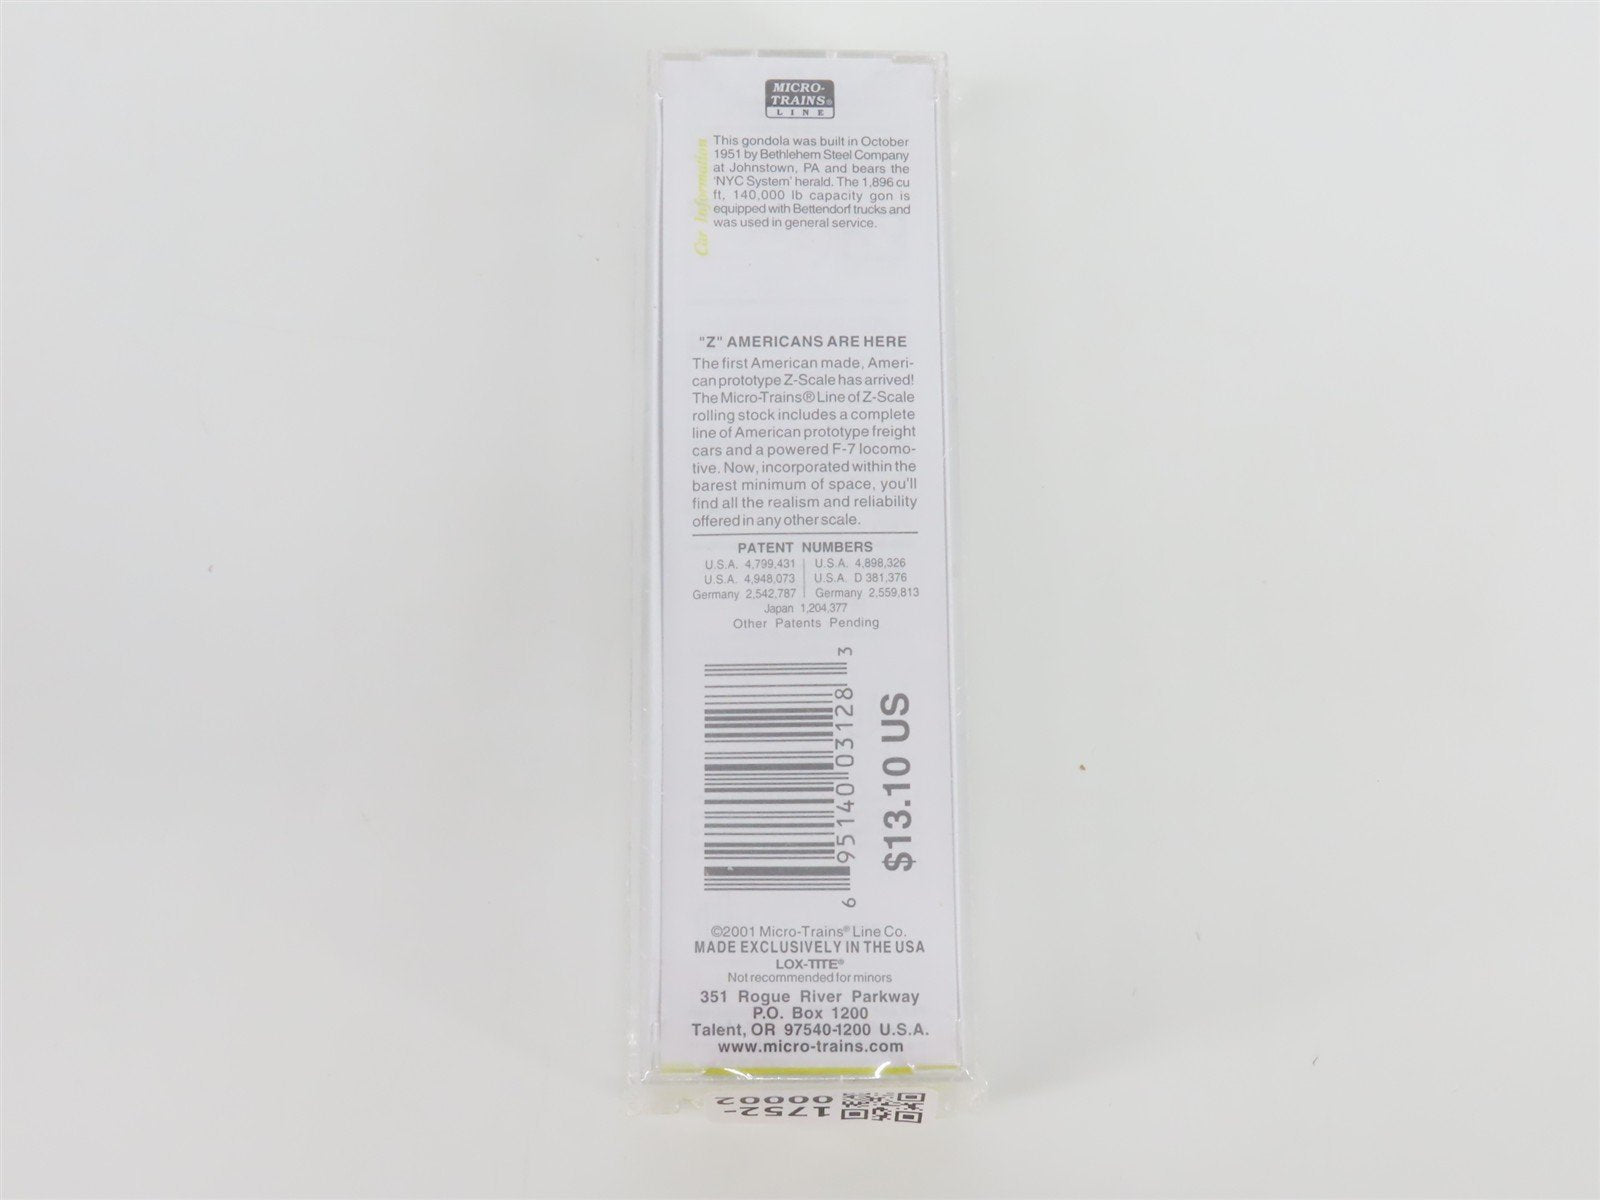 MICRO-
TRAINS®
LINE
Car Information
This gondola was built in October
1951 by Bethlehem Steel Company
at Johnstown, PA and bears the
'NYC System' herald. The 1,896 cu
ft, 140,000 lb capacity gon is
equipped with Bettendorf trucks and
was used in general service.
"Z" AMERICANS ARE HERE
The first American made, Ameri-
can prototype Z-Scale has arrived!
The Micro-Trains® Line of Z-Scale
rolling stock includes a complete
line of American prototype freight
cars and a powered F-7 locomo-
tive. Now, incorporated within the
barest minimum of space, you'll
find all the realism and reliability
offered in any other scale.
PATENT NUMBERS
U.S.A. 4,799,431 U.S.A. 4,898,326
U.S.A. 4,948,073 U.S.A. D 381,376
Germany 2,542,787 Germany 2,559,813
Japan 1,204,377
Other Patents Pending
6 95140 03128 3
$13.10 US
©2001 Micro-Trains® Line Co.
MADE EXCLUSIVELY IN THE USA
LOX-TITE®
Not recommended for minors
351 Rogue River Parkway
P.O. Box 1200
Talent, OR 97540-1200 U.S.A.
www.micro-trains.com
1752-
00002